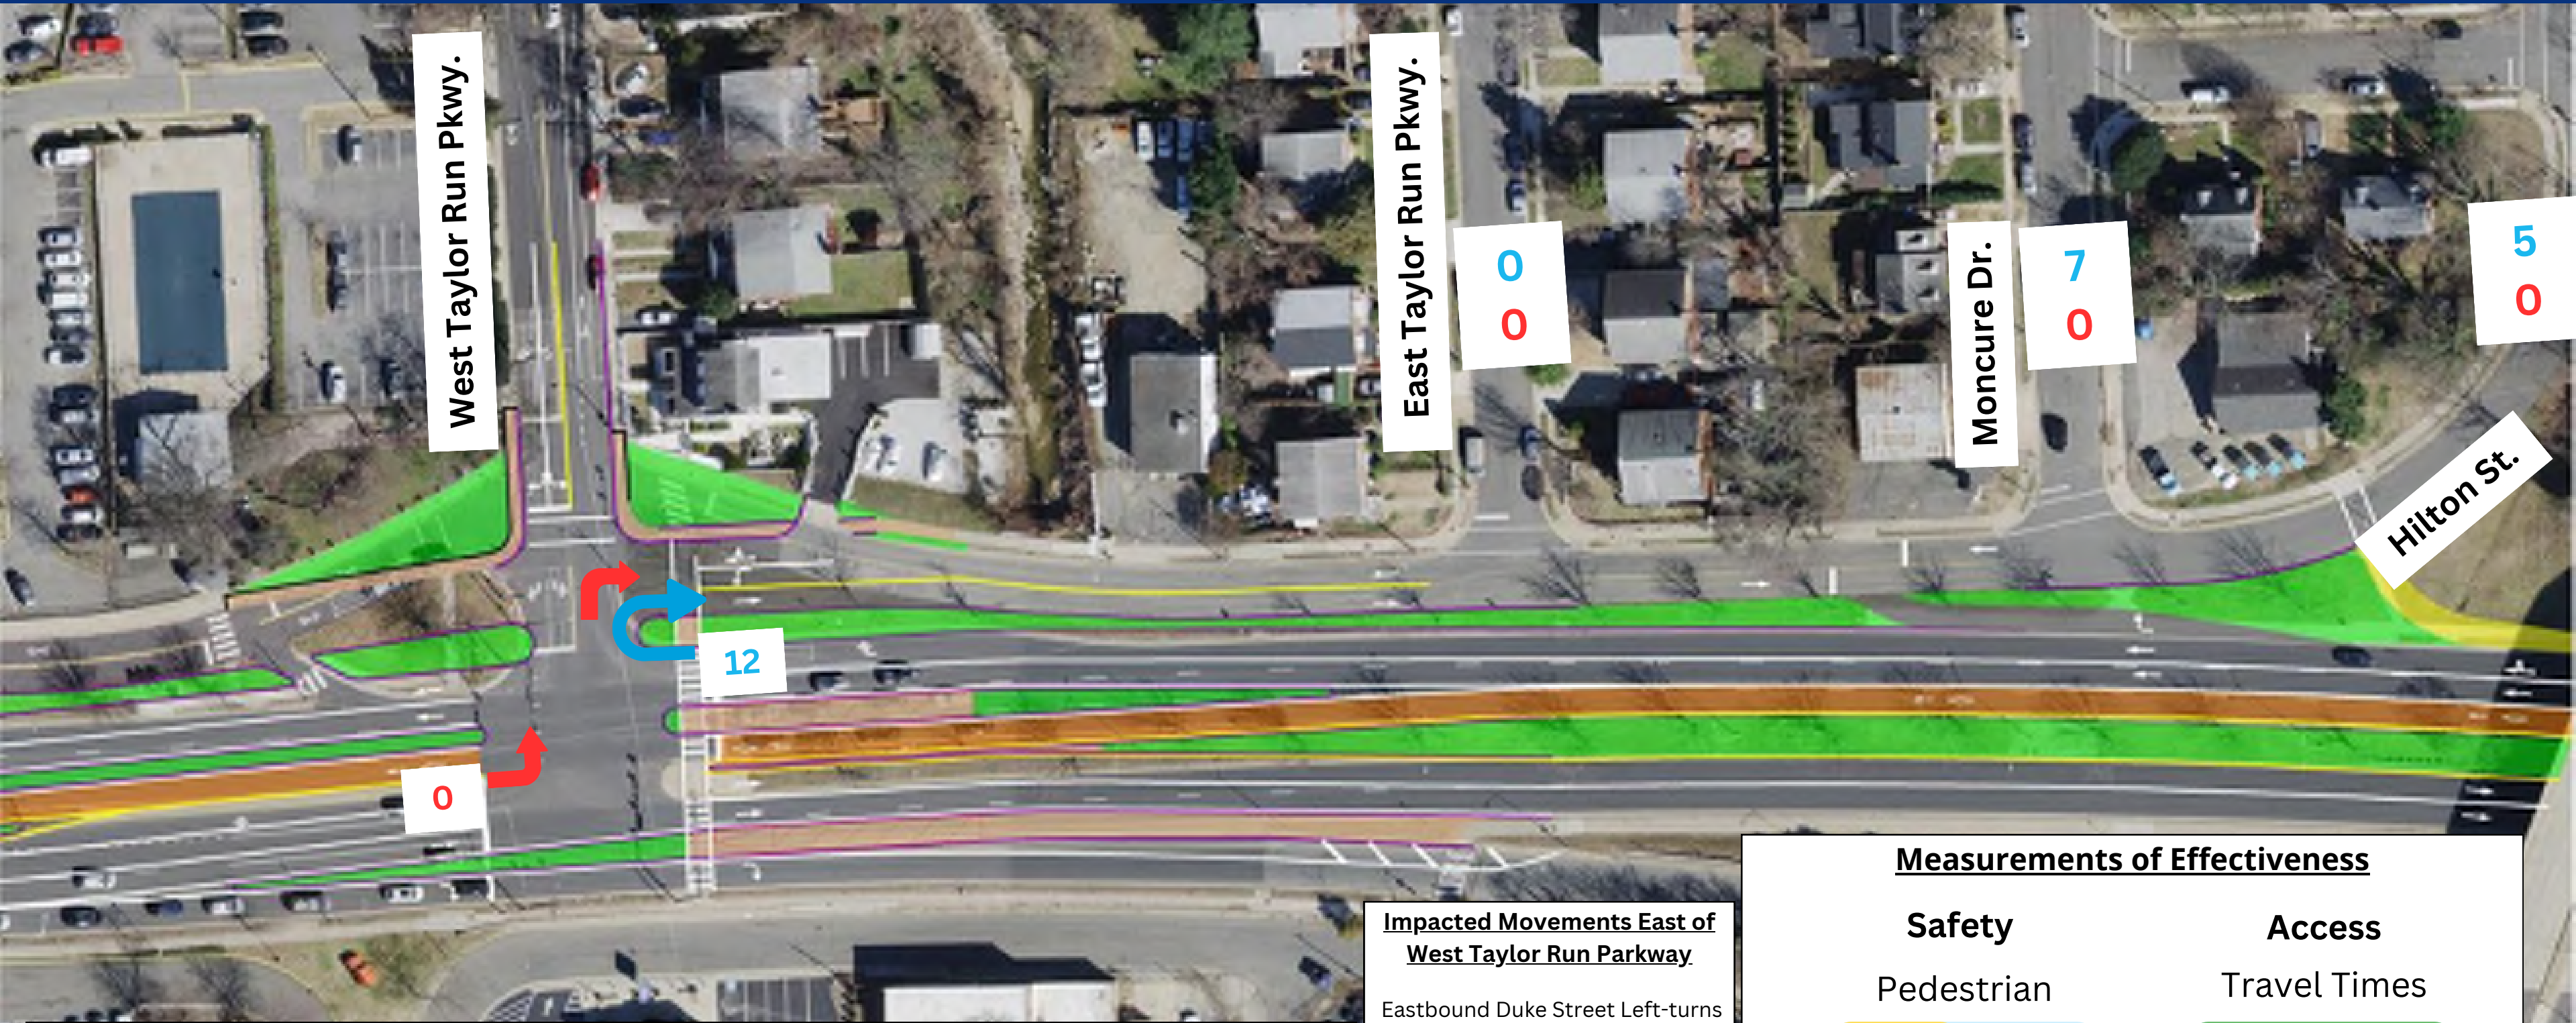 West Taylor Run Pkwy.
East Taylor Run Pkwy.
0
0
Moncure Dr.
7
0
5
0
Hilton St.
12
0
Impacted Movements East of
West Taylor Run Parkway
Eastbound Duke Street Left-turns
Measurements of Effectiveness
Safety
Access
Pedestrian
Travel Times